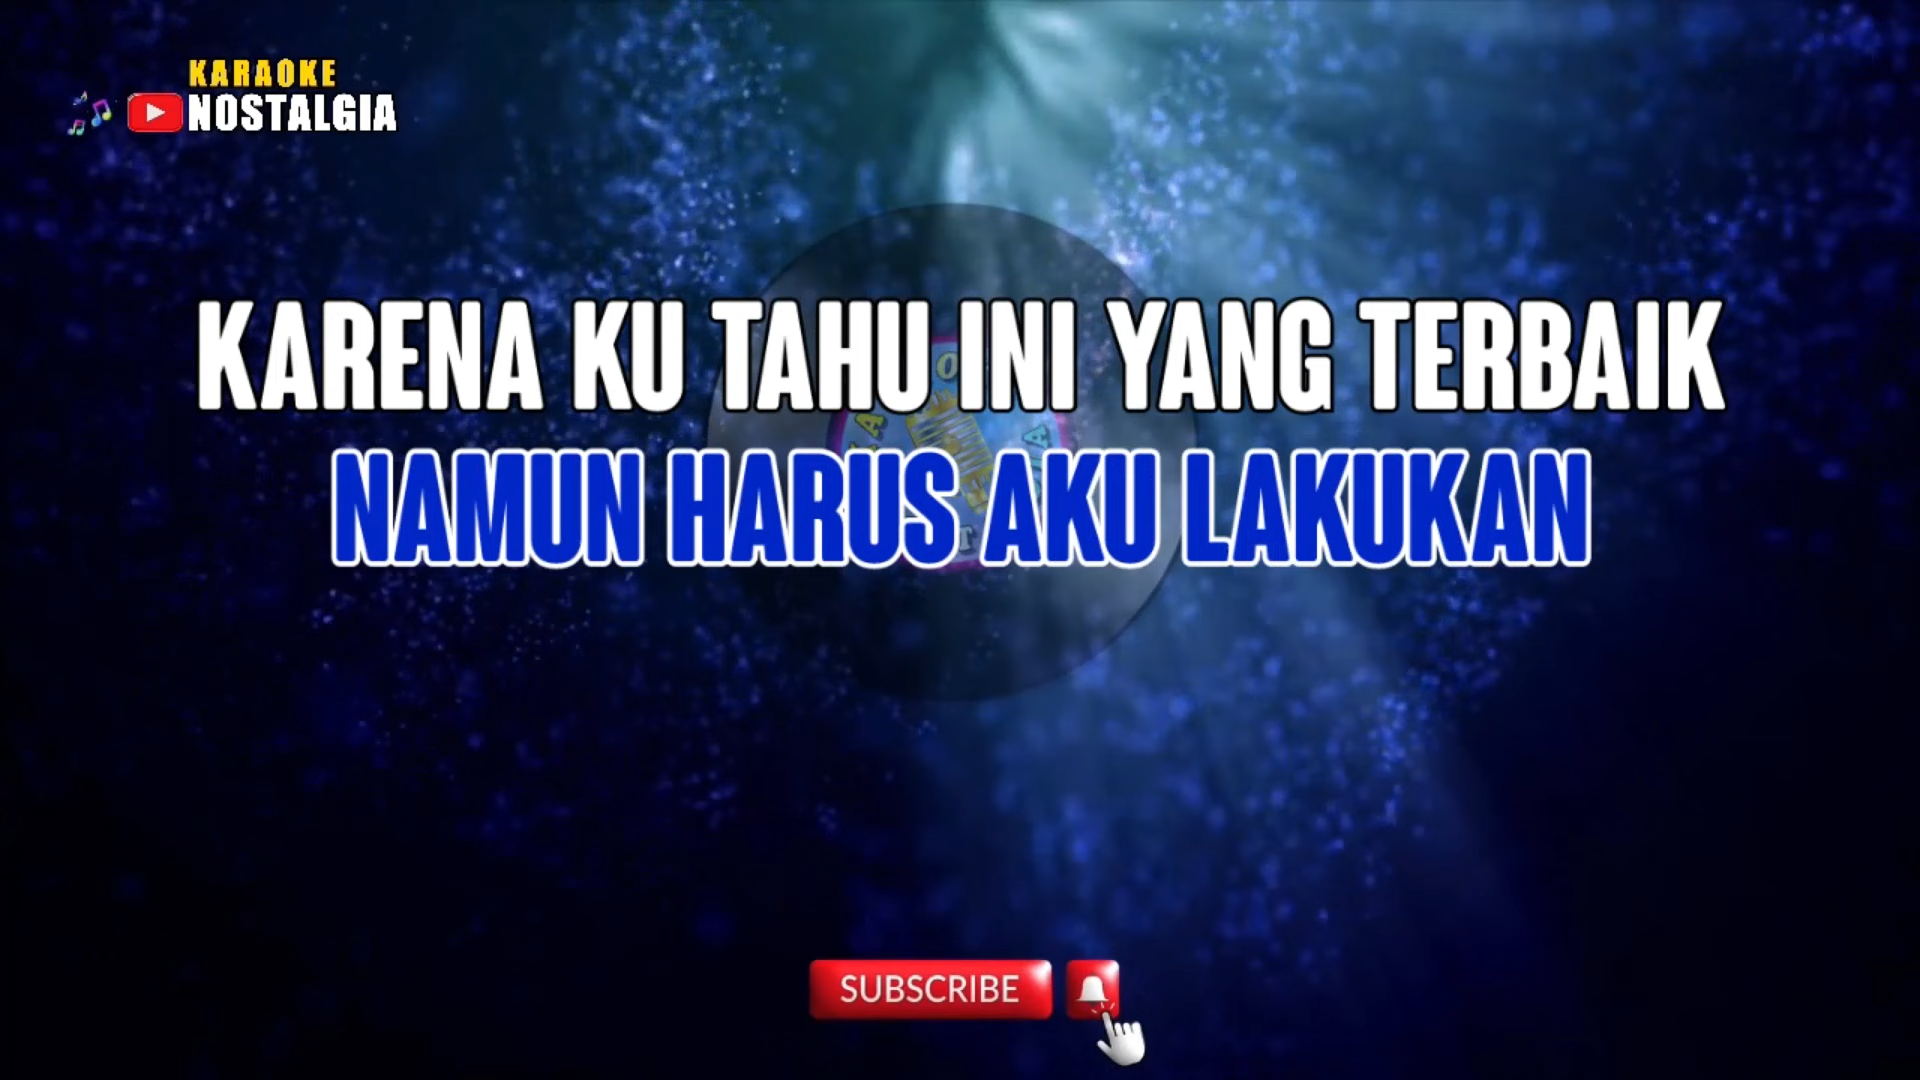 KARAOKE
NOSTALGIA
KARENA KU TAHU INI YANG TERBAIK
NAMUN HARUS AKU LAKUKAN
SUBSCRIBE